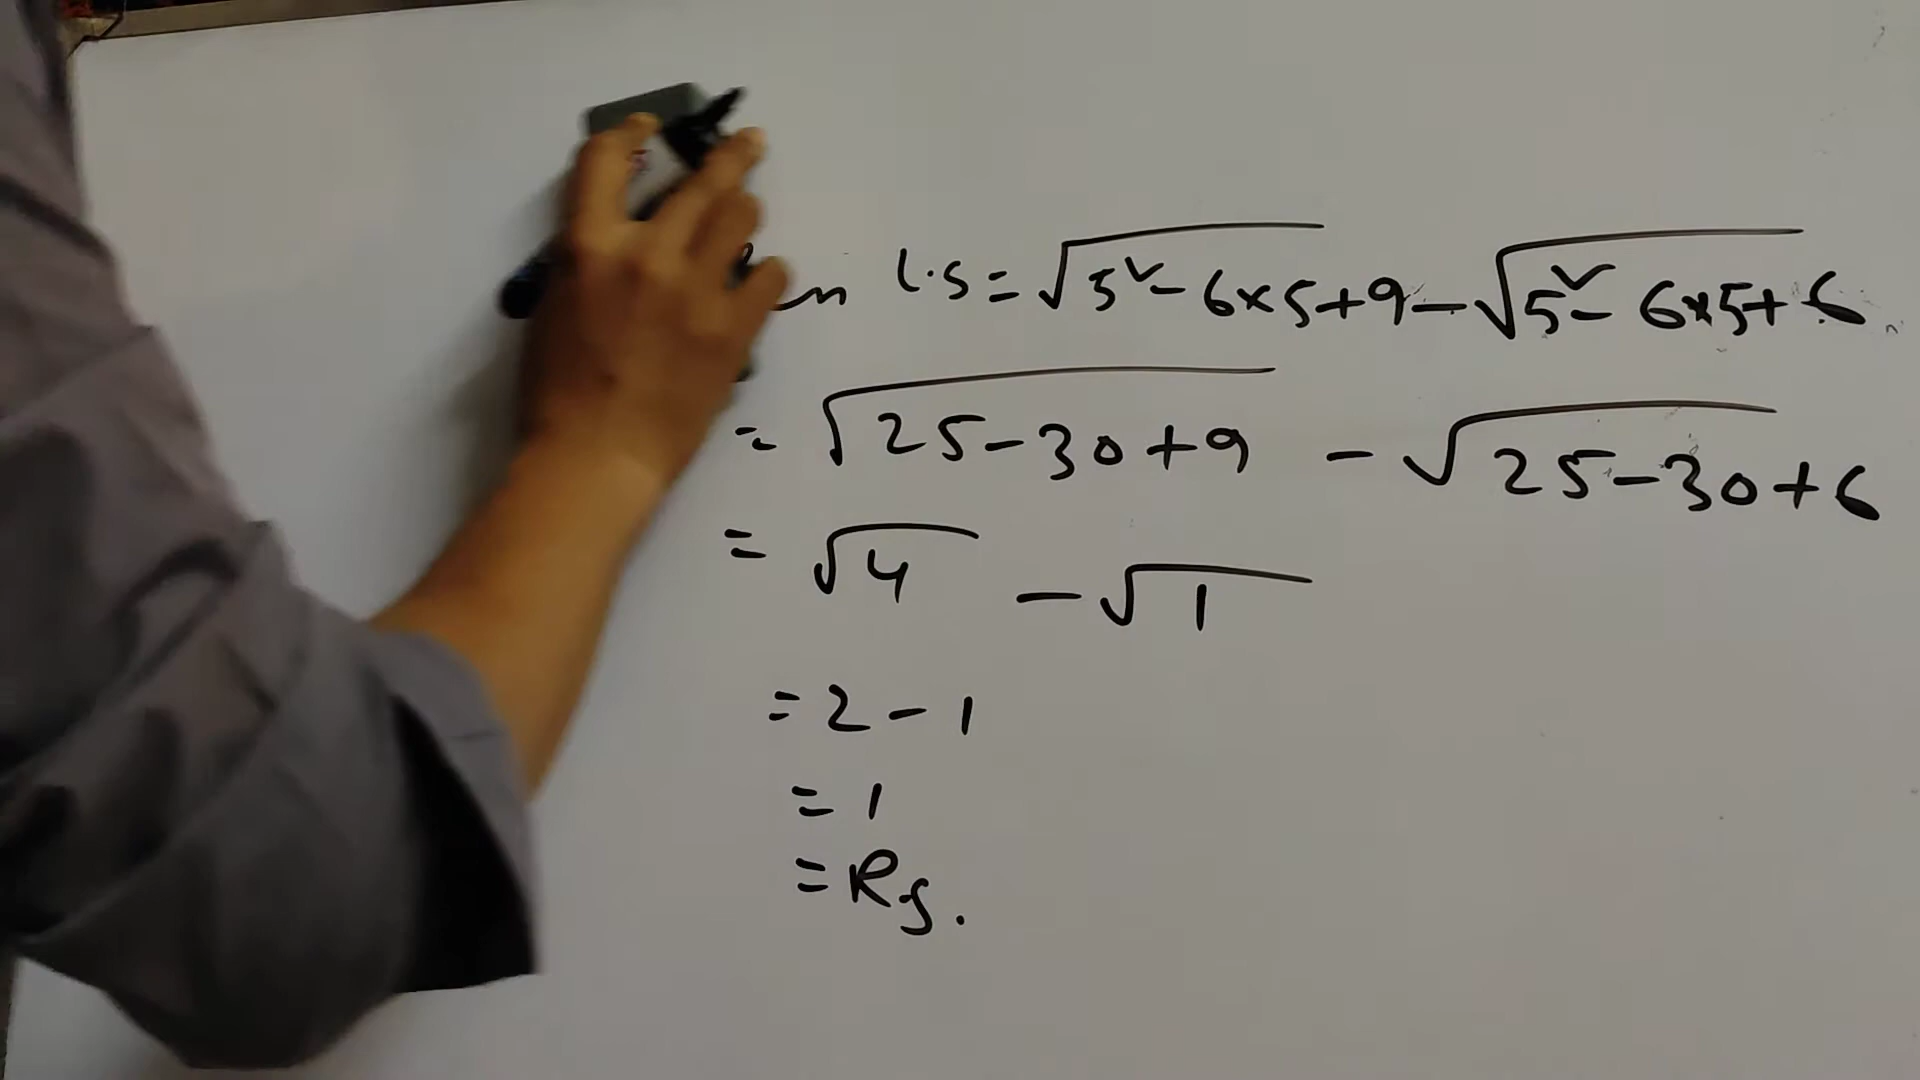 L.S = √5² - 6×5+9 - √5² - 6×5+6
= √25-30+9 - √25-30+6
= √4 - √1
= 2 - 1
= 1
= Rs.